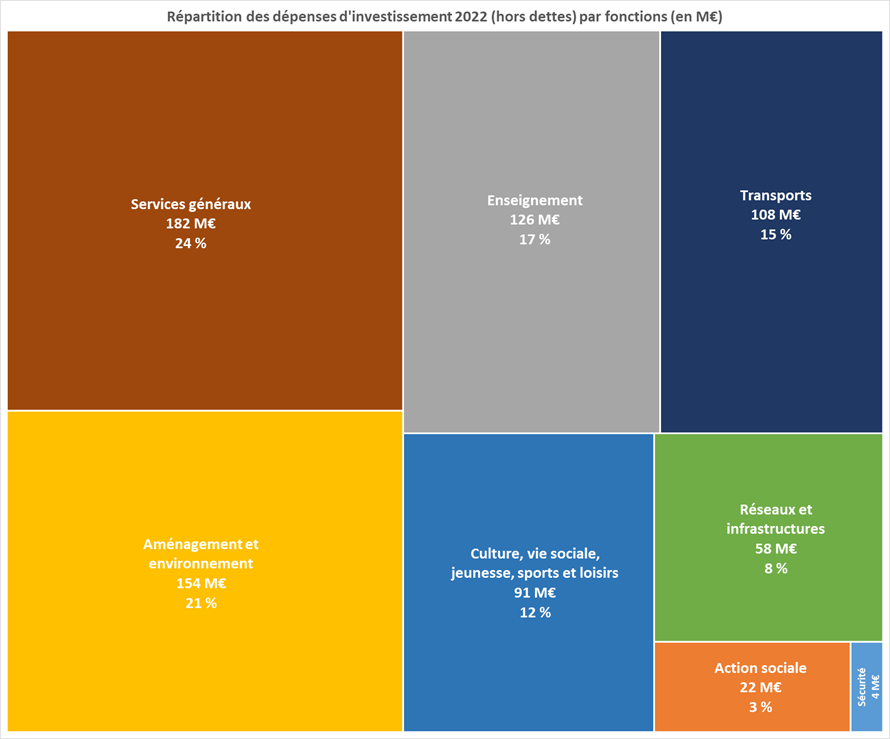 Répartition des dépenses d'investissement 2022 (hors dettes) par fonctions (en M€)
Services généraux
182 M€
24 %
Enseignement
126 M€
17 %
Transports
108 M€
15 %
Aménagement et
environnement
154 M€
21 %
Culture, vie sociale,
jeunesse, sports et loisirs
91 M€
12 %
Réseaux et
infrastructures
58 M€
8 %
Action sociale
22 M€
3 %
Sécurité
4 M€